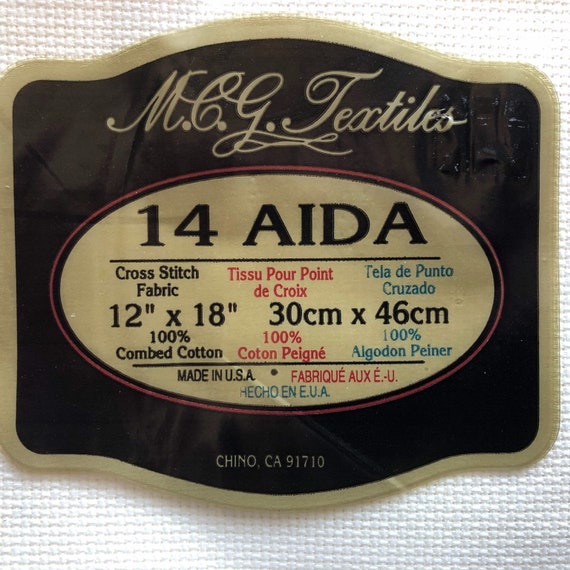 M.C.G. Textiles
14 AIDA
Cross Stitch Fabric
Tissu Pour Point de Croix
Tela de Punto Cruzado
12" x 18" 30cm x 46cm
100% Combed Cotton
100% Coton Peigné
100% Algodon Peiner
MADE IN U.S.A. • FABRIQUÉ AUX É.-U.
HECHO EN E.U.A.
CHINO, CA 91710